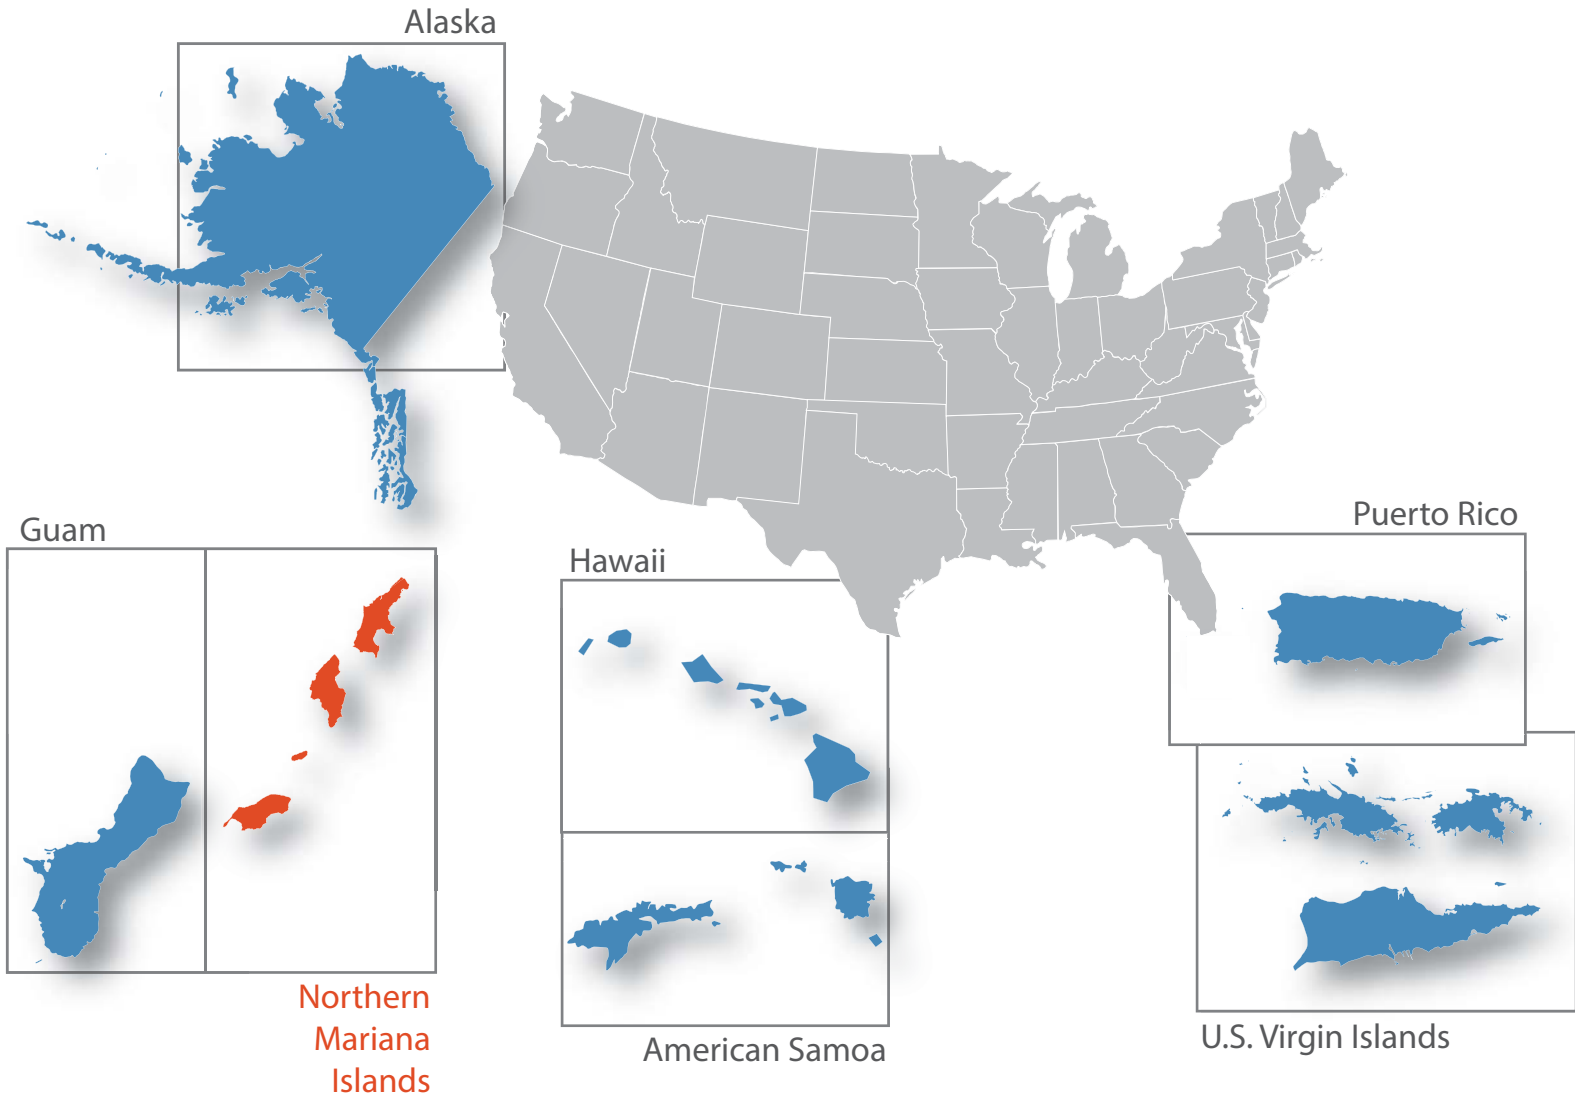 Alaska
Guam
Hawaii
Puerto Rico
Northern
Mariana
Islands
American Samoa
U.S. Virgin Islands